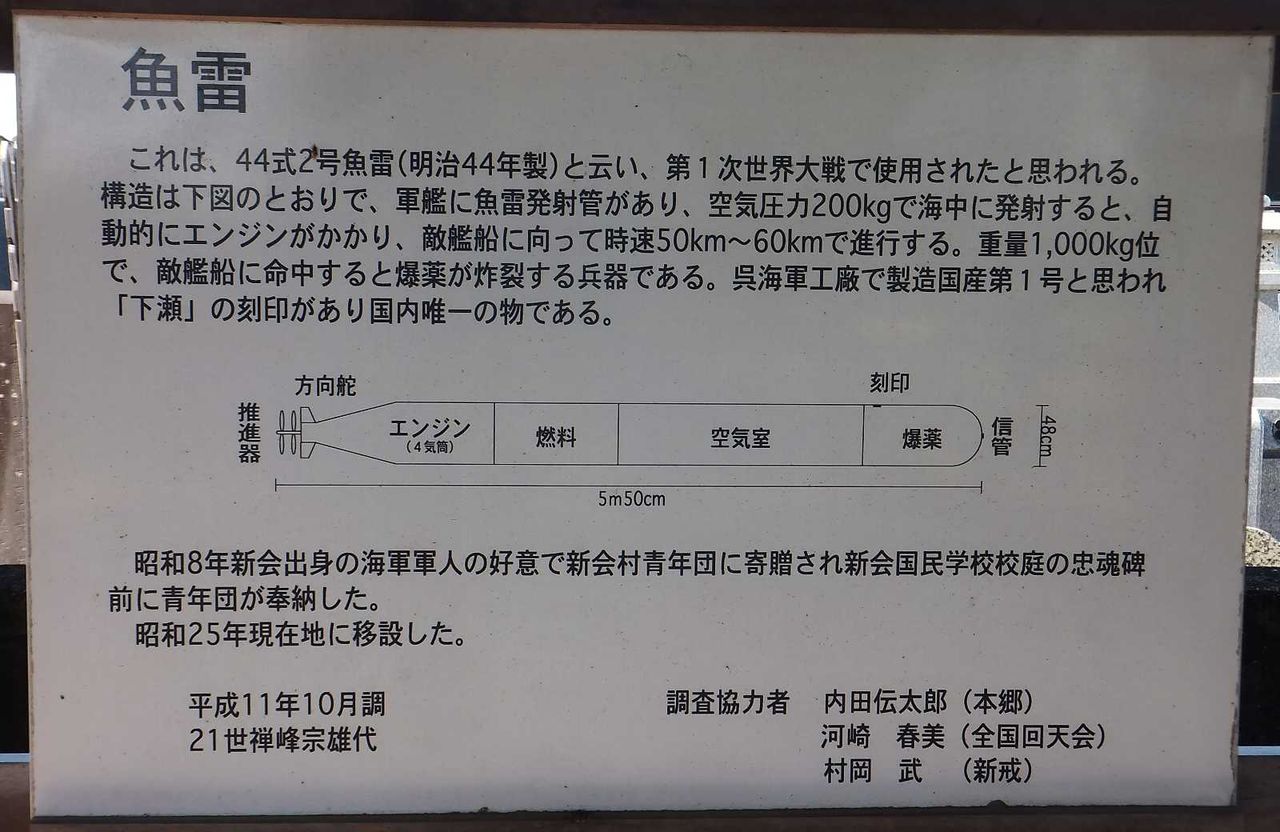 魚雷
これは、44式2号魚雷(明治44年製)と云い、第1次世界大戦で使用されたと思われる。
構造は下図のとおりで、軍艦に魚雷発射管があり、空気圧力200kgで海中に発射すると、自
動的にエンジンがかかり、敵艦船に向って時速50km〜60kmで進行する。重量1,000kg位
で、敵艦船に命中すると爆薬が炸裂する兵器である。呉海軍工廠で製造国産第1号と思われ
「下瀬」の刻印があり国内唯一の物である。
方向舵
刻印
推進器
エンジン
(4気筒)
燃料
空気室
爆薬
信管
48cm
5m50cm
昭和8年新会出身の海軍軍人の好意で新会村青年団に寄贈され新会国民学校校庭の忠魂碑
前に青年団が奉納した。
昭和25年現在地に移設した。
平成11年10月調
21世禅峰宗雄代
調査協力者 内田伝太郎(本郷)
河崎 春美(全国回天会)
村岡 武 (新戒)